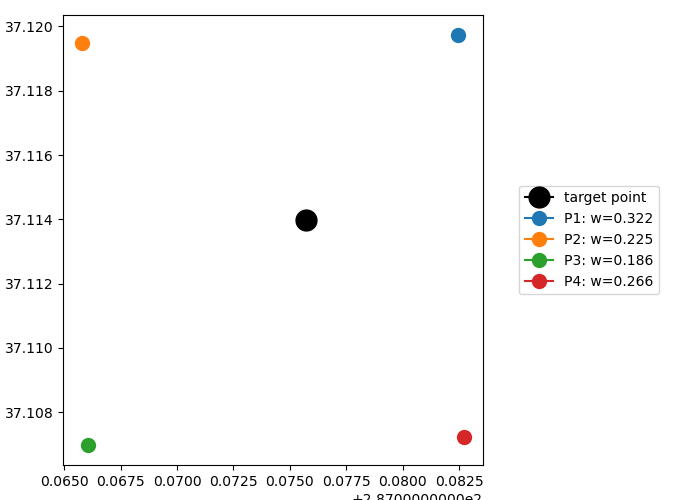 37.120
37.118
37.116
37.114
37.112
37.110
37.108
0.0650 0.0675 0.0700 0.0725 0.0750 0.0775 0.0800 0.0825
+2.8700000000e2
target point
P1: w=0.322
P2: w=0.225
P3: w=0.186
P4: w=0.266